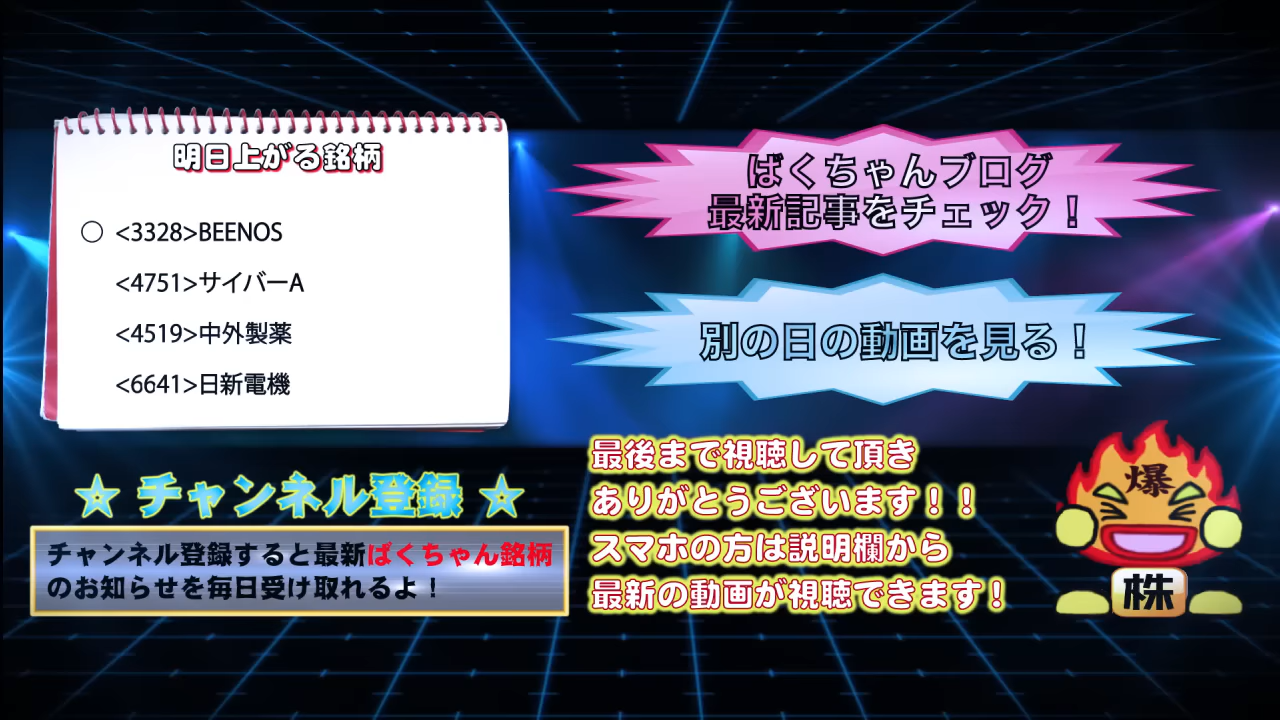 明日上がる銘柄
〇 <3328>BEENOS
<4751>サイバーA
<4519>中外製薬
<6641>日新電機
ばくちゃんブログ
最新記事をチェック！
別の日の動画を見る！
☆ チャンネル登録 ☆
チャンネル登録すると最新ばくちゃん銘柄
のお知らせを毎日受け取れるよ！
最後まで視聴して頂き
ありがとうございます！！
スマホの方は説明欄から
最新の動画が視聴できます！
爆
株